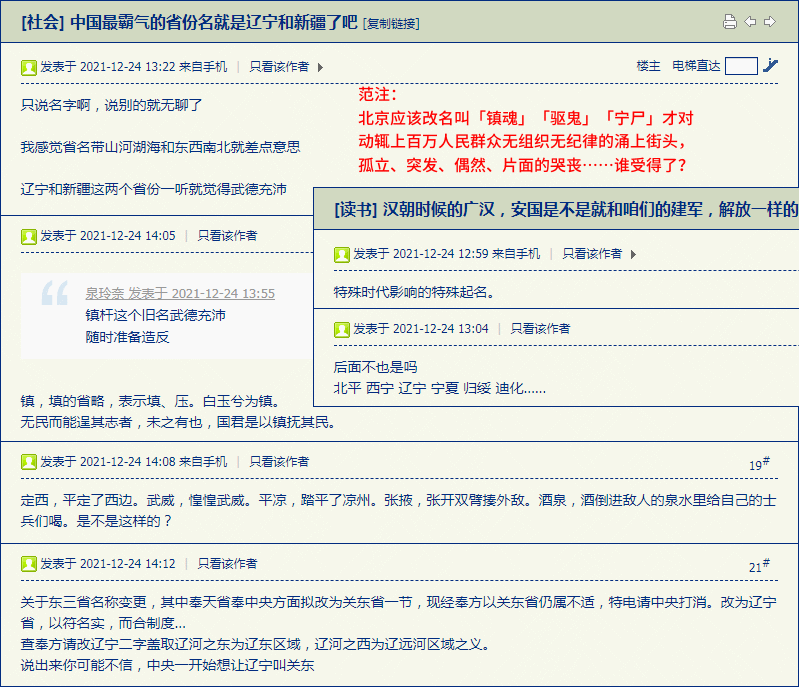 [社会] 中国最霸气的省份名就是辽宁和新疆了吧 [复制链接]
发表于 2021-12-24 13:22 来自手机 | 只看该作者
楼主 电梯直达
只说名字啊，说别的就无聊了
我感觉省名带山河湖海和东西南北就差点意思
辽宁和新疆这两个省份一听就觉得武德充沛
范注：
北京应该改名叫「镇魂」「驱鬼」「宁尸」才对
动辄上百万人民群众无组织无纪律的涌上街头，
孤立、突发、偶然、片面的哭丧……谁受得了？
发表于 2021-12-24 14:05 | 只看该作者
泉玲奈 发表于 2021-12-24 13:55
镇杆这个旧名武德充沛
随时准备造反
镇，填的省略，表示填、压。白玉兮为镇。
无民而能逞其志者，未之有也，国君是以镇抚其民。
[读书] 汉朝时候的广汉，安国是不是就和咱们的建军，解放一样的
发表于 2021-12-24 12:59 来自手机 | 只看该作者
特殊时代影响的特殊起名。
发表于 2021-12-24 13:04 | 只看该作者
后面不也是吗
北平 西宁 辽宁 宁夏 归绥 迪化......
发表于 2021-12-24 14:08 来自手机 | 只看该作者
19#
定西，平定了西边。武威，惶惶武威。平凉，踏平了凉州。张掖，张开双臂搂外敌。酒泉，酒倒进敌人的泉水里给自己的士
兵们喝。是不是这样的？
发表于 2021-12-24 14:12 | 只看该作者
21#
关于东三省名称变更，其中奉天省奉中央方面拟改为关东省一节，现经奉方以关东省仍属不适，特电请中央打消。改为辽宁
省，以符名实，而合制度...
查奉方请改辽宁二字盖取辽河之东为辽东区域，辽河之西为辽远河区域之义。
说出来你可能不信，中央一开始想让辽宁叫关东